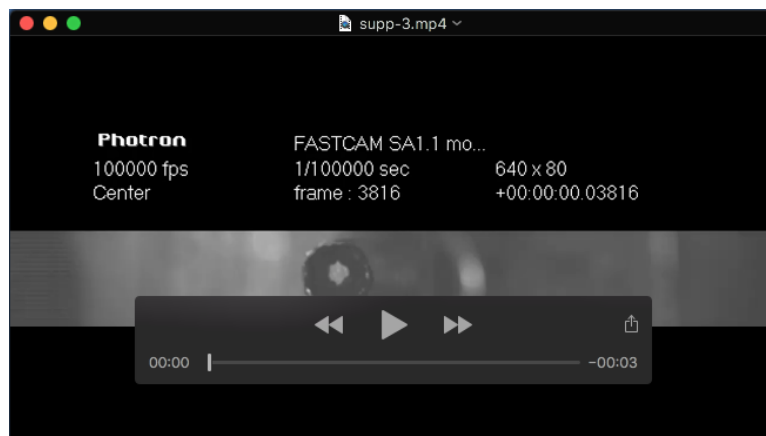 supp-3.mp4
Photron
FASTCAM SA1.1 mo...
100000 fps
1/100000 sec
640 x 80
Center
frame : 3816
+00:00:00.03816
00:00
-00:03